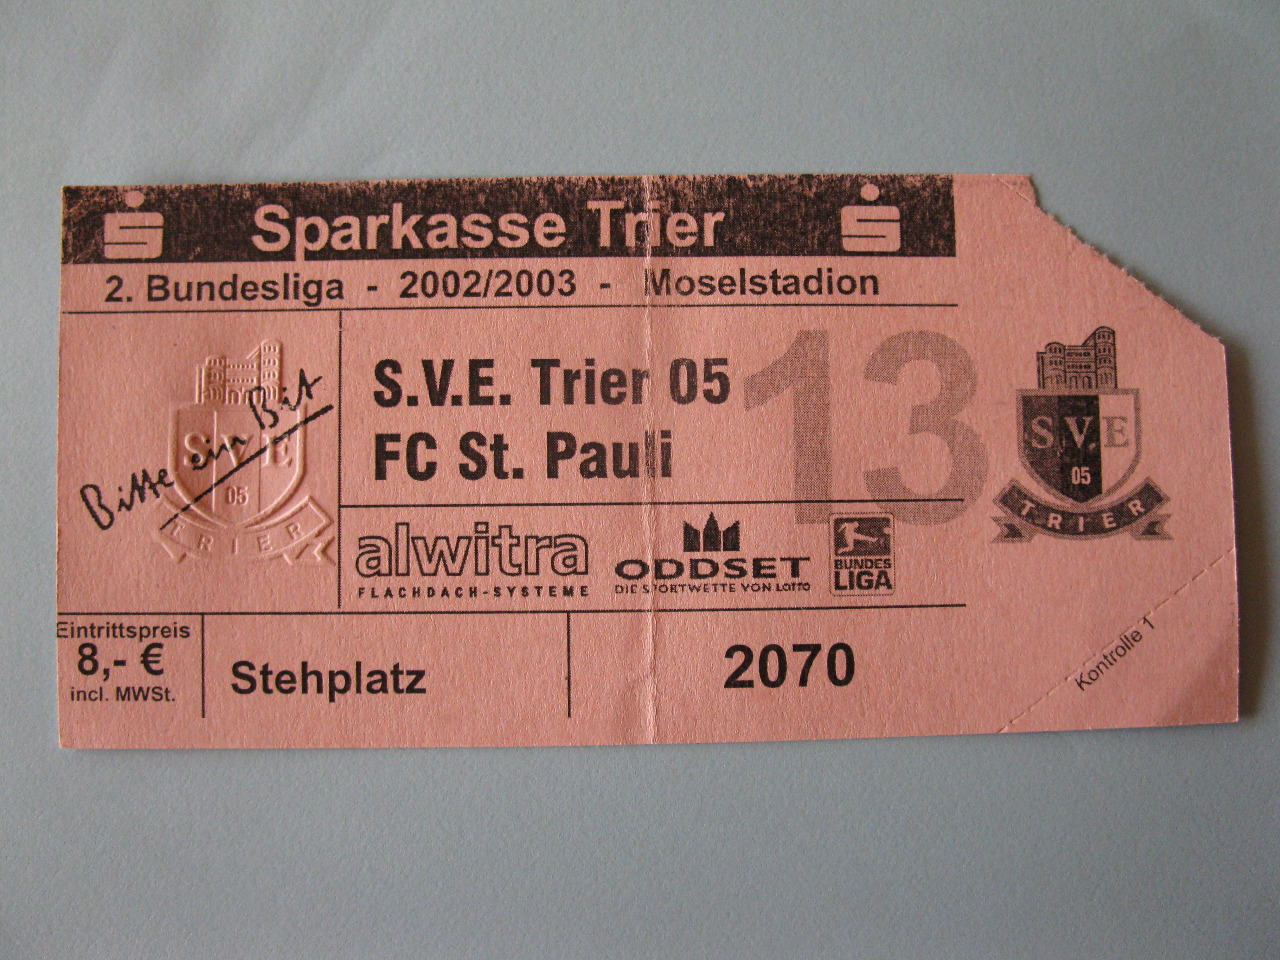 Sparkasse Trier
2. Bundesliga - 2002/2003 - Moselstadion
Bitte ein Bit
SVE
05
TRIER
S.V.E. Trier 05
FC St. Pauli
13
alwitra
FLACHDACH-SYSTEME
ODDSET
DIE SPORTWETTE VON LOTTO
BUNDES
LIGA
SVE
05
TRIER
Eintrittspreis
8,- €
incl. MWSt.
Stehplatz
2070
Kontrolle 1